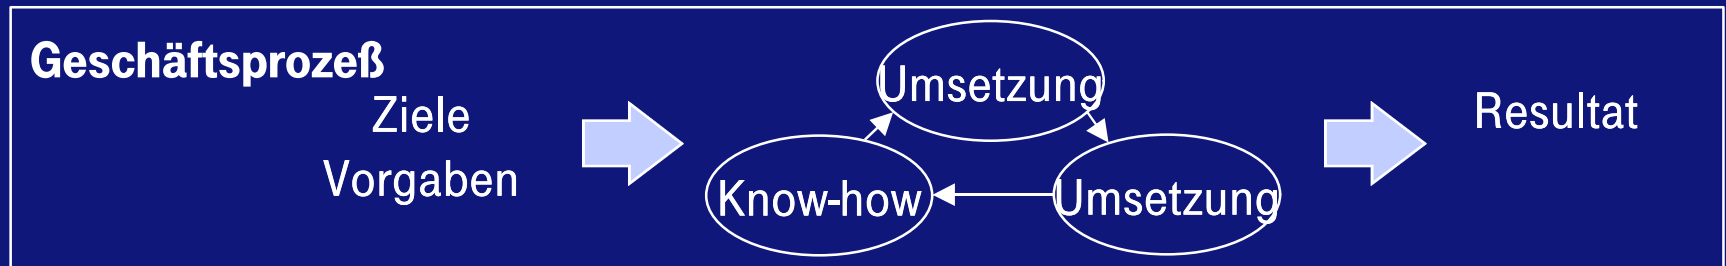 Geschäftsprozeß
Ziele
Vorgaben
Umsetzung
Know-how
Umsetzung
Resultat